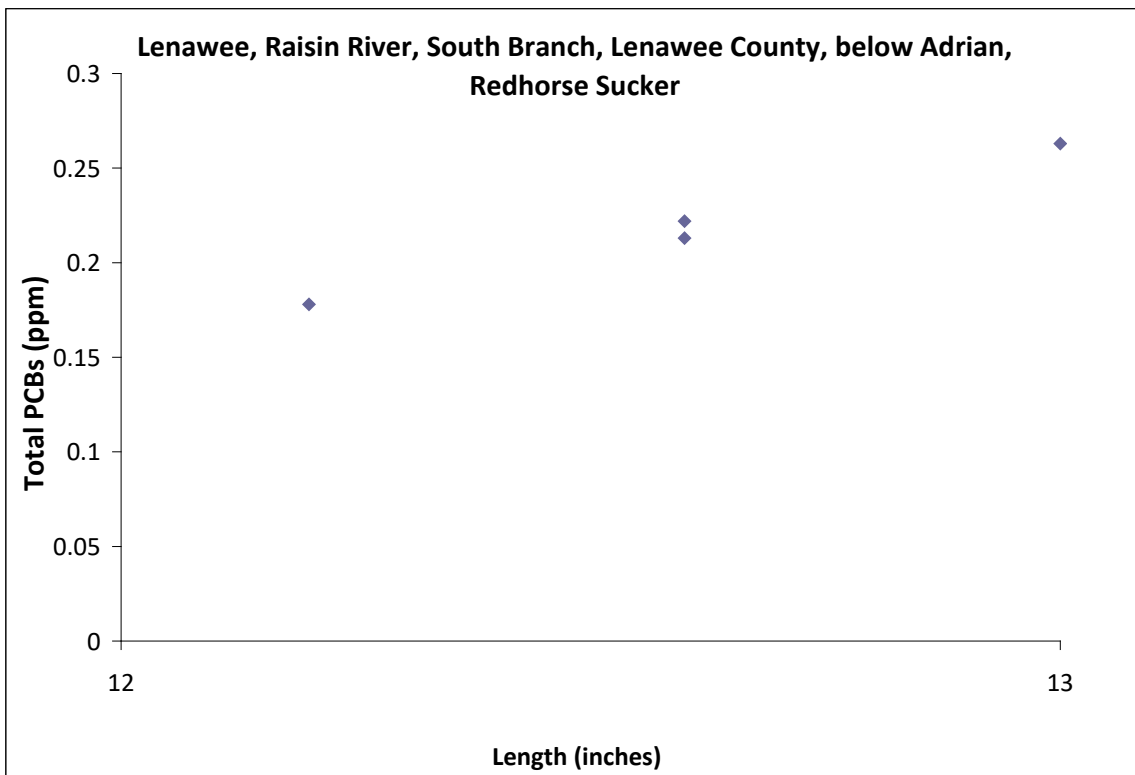 Lenawee, Raisin River, South Branch, Lenawee County, below Adrian,
Redhorse Sucker
0.3
0.25
0.2
0.15
0.1
0.05
0
Total PCBs (ppm)
12
13
Length (inches)